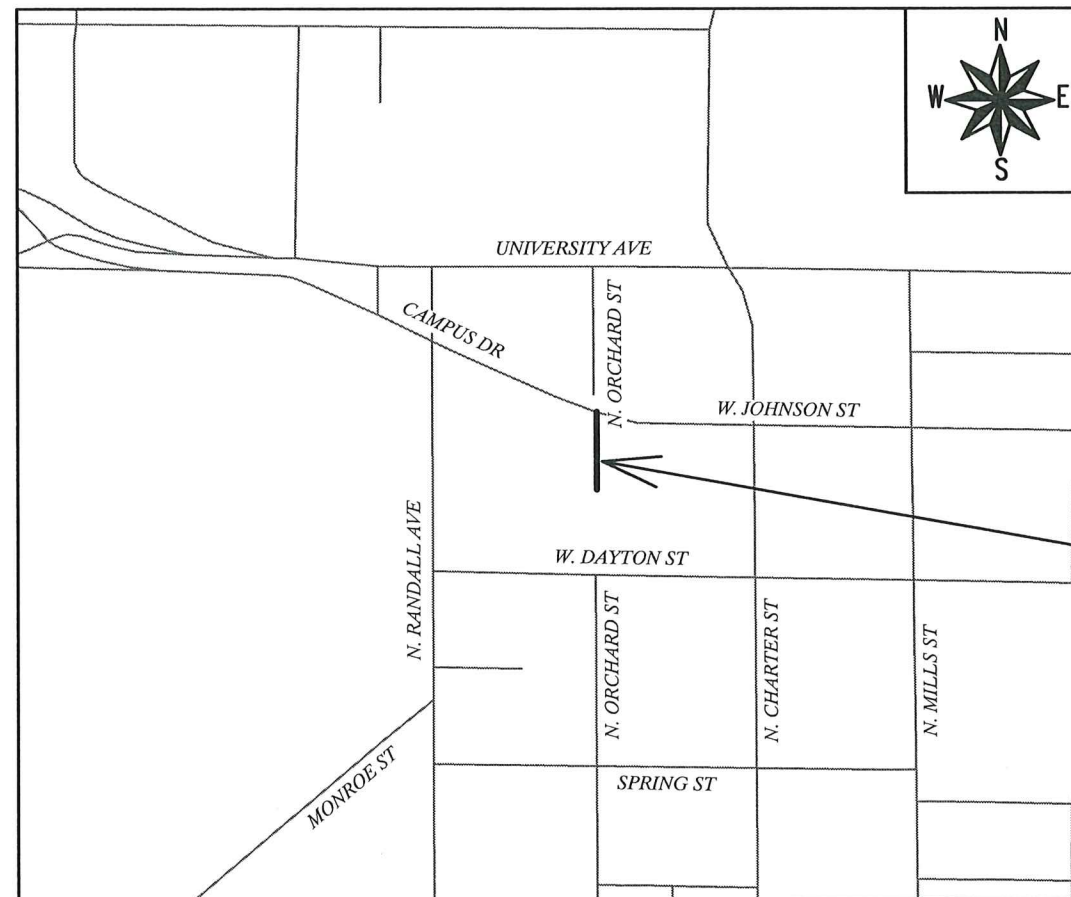 N
W E
S
UNIVERSITY AVE
CAMPUS DR
N. ORCHARD ST
W. JOHNSON ST
N. RANDALL AVE
W. DAYTON ST
N. ORCHARD ST
N. CHARTER ST
N. MILLS ST
MONROE ST
SPRING ST